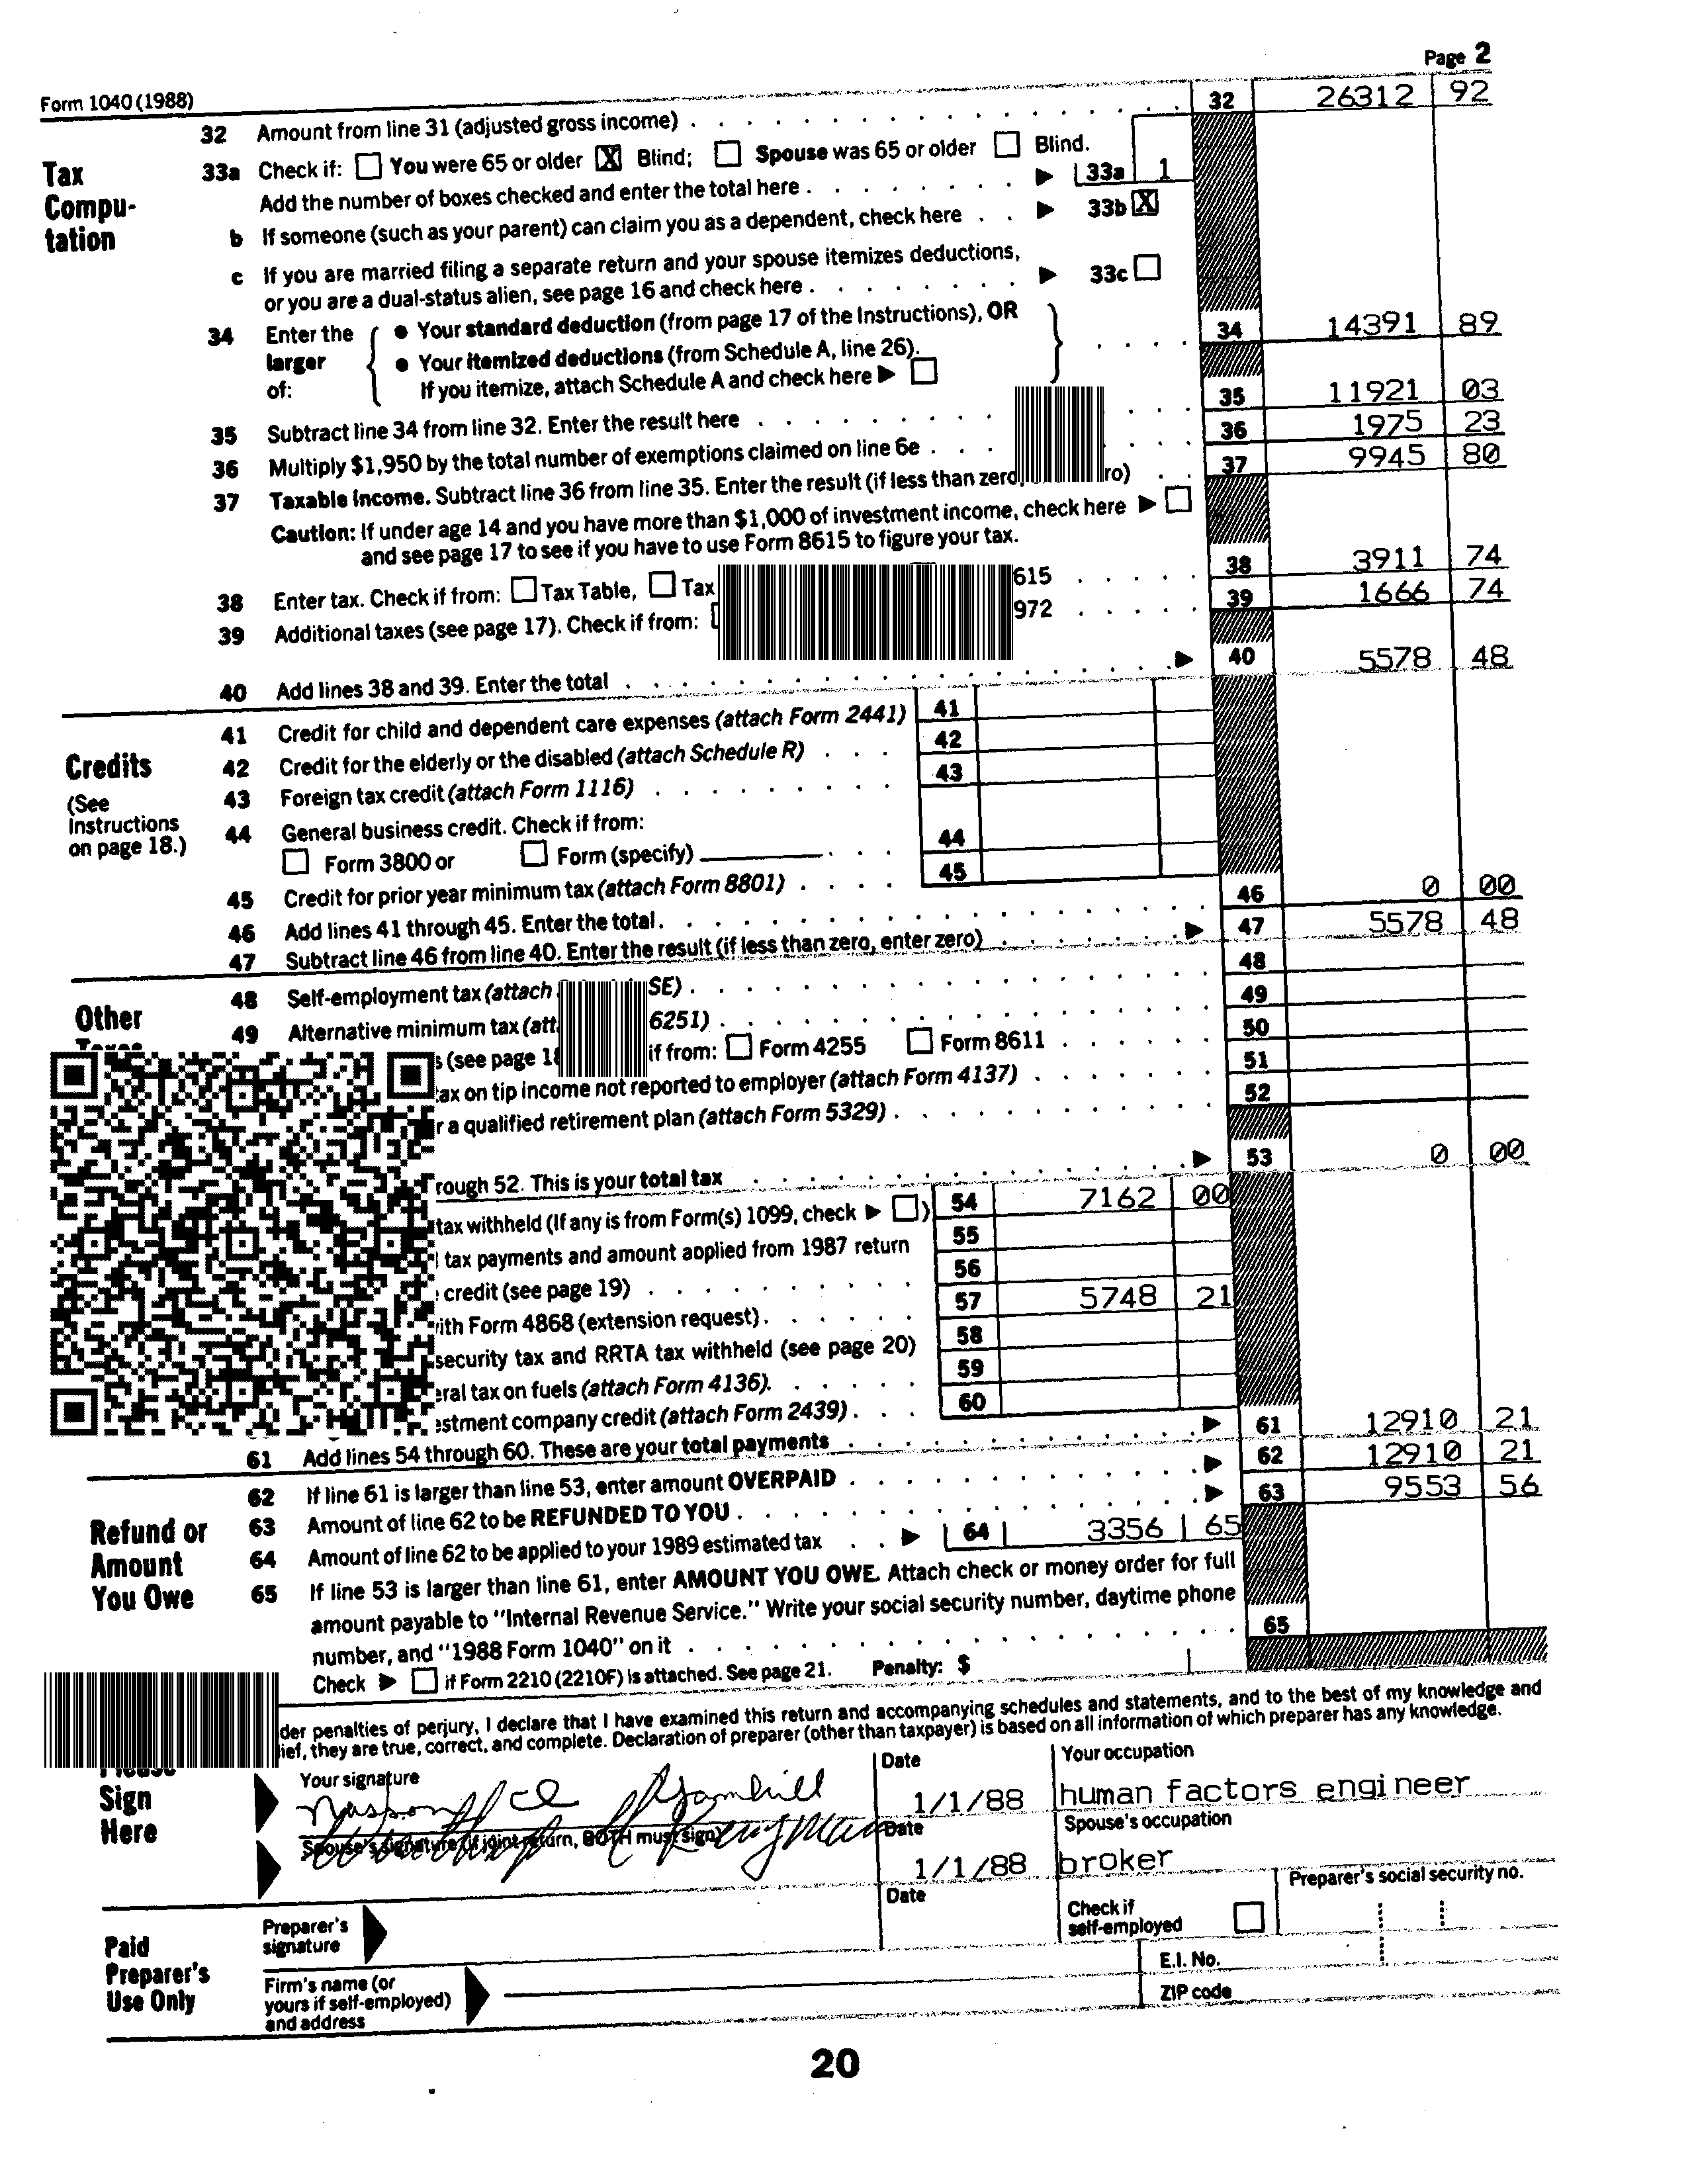 Page 2
Form 1040 (1988)
32 Amount from line 31 (adjusted gross income) 32 26312 92
Tax Compu-tation
33a Check if: You were 65 or older X Blind; Spouse was 65 or older Blind.
Add the number of boxes checked and enter the total here 33a 1
b If someone (such as your parent) can claim you as a dependent, check here 33b X
c If you are married filing a separate return and your spouse itemizes deductions,
or you are a dual-status alien, see page 16 and check here 33c
34 Enter the larger of: • Your standard deduction (from page 17 of the Instructions), OR
• Your itemized deductions (from Schedule A, line 26).
If you itemize, attach Schedule A and check here 34 14391 89
35 Subtract line 34 from line 32. Enter the result here 35 11921 03
36 Multiply $1,950 by the total number of exemptions claimed on line 6e 36 1975 23
37 Taxable Income. Subtract line 36 from line 35. Enter the result (if less than zero, ro) 37 9945 80
Caution: If under age 14 and you have more than $1,000 of investment income, check here
and see page 17 to see if you have to use Form 8615 to figure your tax.
38 Enter tax. Check if from: Tax Table, Tax 615 38 3911 74
39 Additional taxes (see page 17). Check if from: 972 39 1666 74
40 Add lines 38 and 39. Enter the total 40 5578 48
Credits
(See Instructions on page 18.)
41 Credit for child and dependent care expenses (attach Form 2441) 41
42 Credit for the elderly or the disabled (attach Schedule R) 42
43 Foreign tax credit (attach Form 1116) 43
44 General business credit. Check if from:
Form 3800 or Form (specify) 44
45 Credit for prior year minimum tax (attach Form 8801) 45
46 Add lines 41 through 45. Enter the total 46 0 00
47 Subtract line 46 from line 40. Enter the result (if less than zero, enter zero) 47 5578 48
Other
48 Self-employment tax (attach SE) 48
49 Alternative minimum tax (att 6251) 49
s (see page 18 if from: Form 4255 Form 8611 50
tax on tip income not reported to employer (attach Form 4137) 51
r a qualified retirement plan (attach Form 5329) 52
rough 52. This is your total tax 53 0 00
tax withheld (If any is from Form(s) 1099, check ) 54 7162 00
tax payments and amount applied from 1987 return 55
credit (see page 19) 56
with Form 4868 (extension request) 57 5748 21
security tax and RRTA tax withheld (see page 20) 58
eral tax on fuels (attach Form 4136) 59
estment company credit (attach Form 2439) 60
61 Add lines 54 through 60. These are your total payments 61 12910 21
Refund or Amount You Owe
62 If line 61 is larger than line 53, enter amount OVERPAID 62 12910 21
63 Amount of line 62 to be REFUNDED TO YOU 63 9553 56
64 Amount of line 62 to be applied to your 1989 estimated tax 64 3356 65
65 If line 53 is larger than line 61, enter AMOUNT YOU OWE. Attach check or money order for full
amount payable to "Internal Revenue Service." Write your social security number, daytime phone
number, and "1988 Form 1040" on it 65
Check if Form 2210 (2210F) is attached. See page 21. Penalty: $
der penalties of perjury, I declare that I have examined this return and accompanying schedules and statements, and to the best of my knowledge and
ief, they are true, correct, and complete. Declaration of preparer (other than taxpayer) is based on all information of which preparer has any knowledge.
Please Sign Here
Your signature Date Your occupation
1/1/88 human factors engineer
Spouse's signature (if joint return, BOTH must sign) Date Spouse's occupation
1/1/88 broker
Paid Preparer's Use Only
Preparer's signature Date Check if self-employed Preparer's social security no.
Firm's name (or yours if self-employed) and address E.I. No.
ZIP code
20